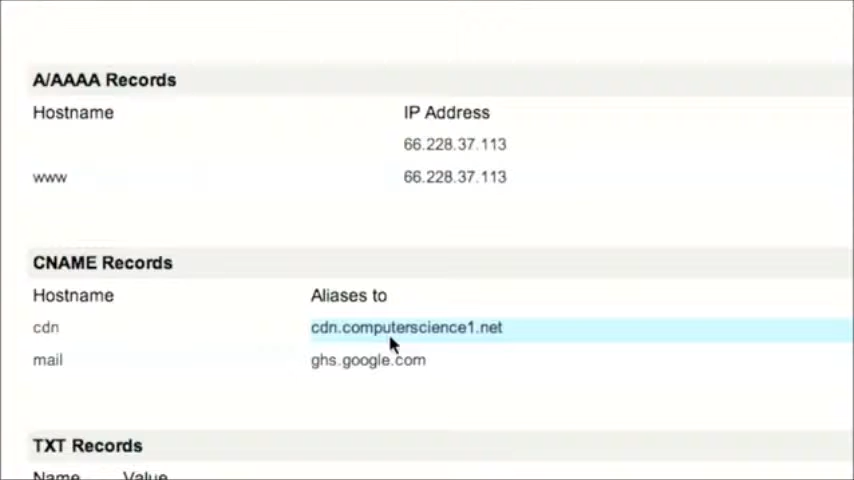 A/AAAA Records
Hostname IP Address
66.228.37.113
www 66.228.37.113
CNAME Records
Hostname Aliases to
cdn cdn.computerscience1.net
mail ghs.google.com
TXT Records
Name Value